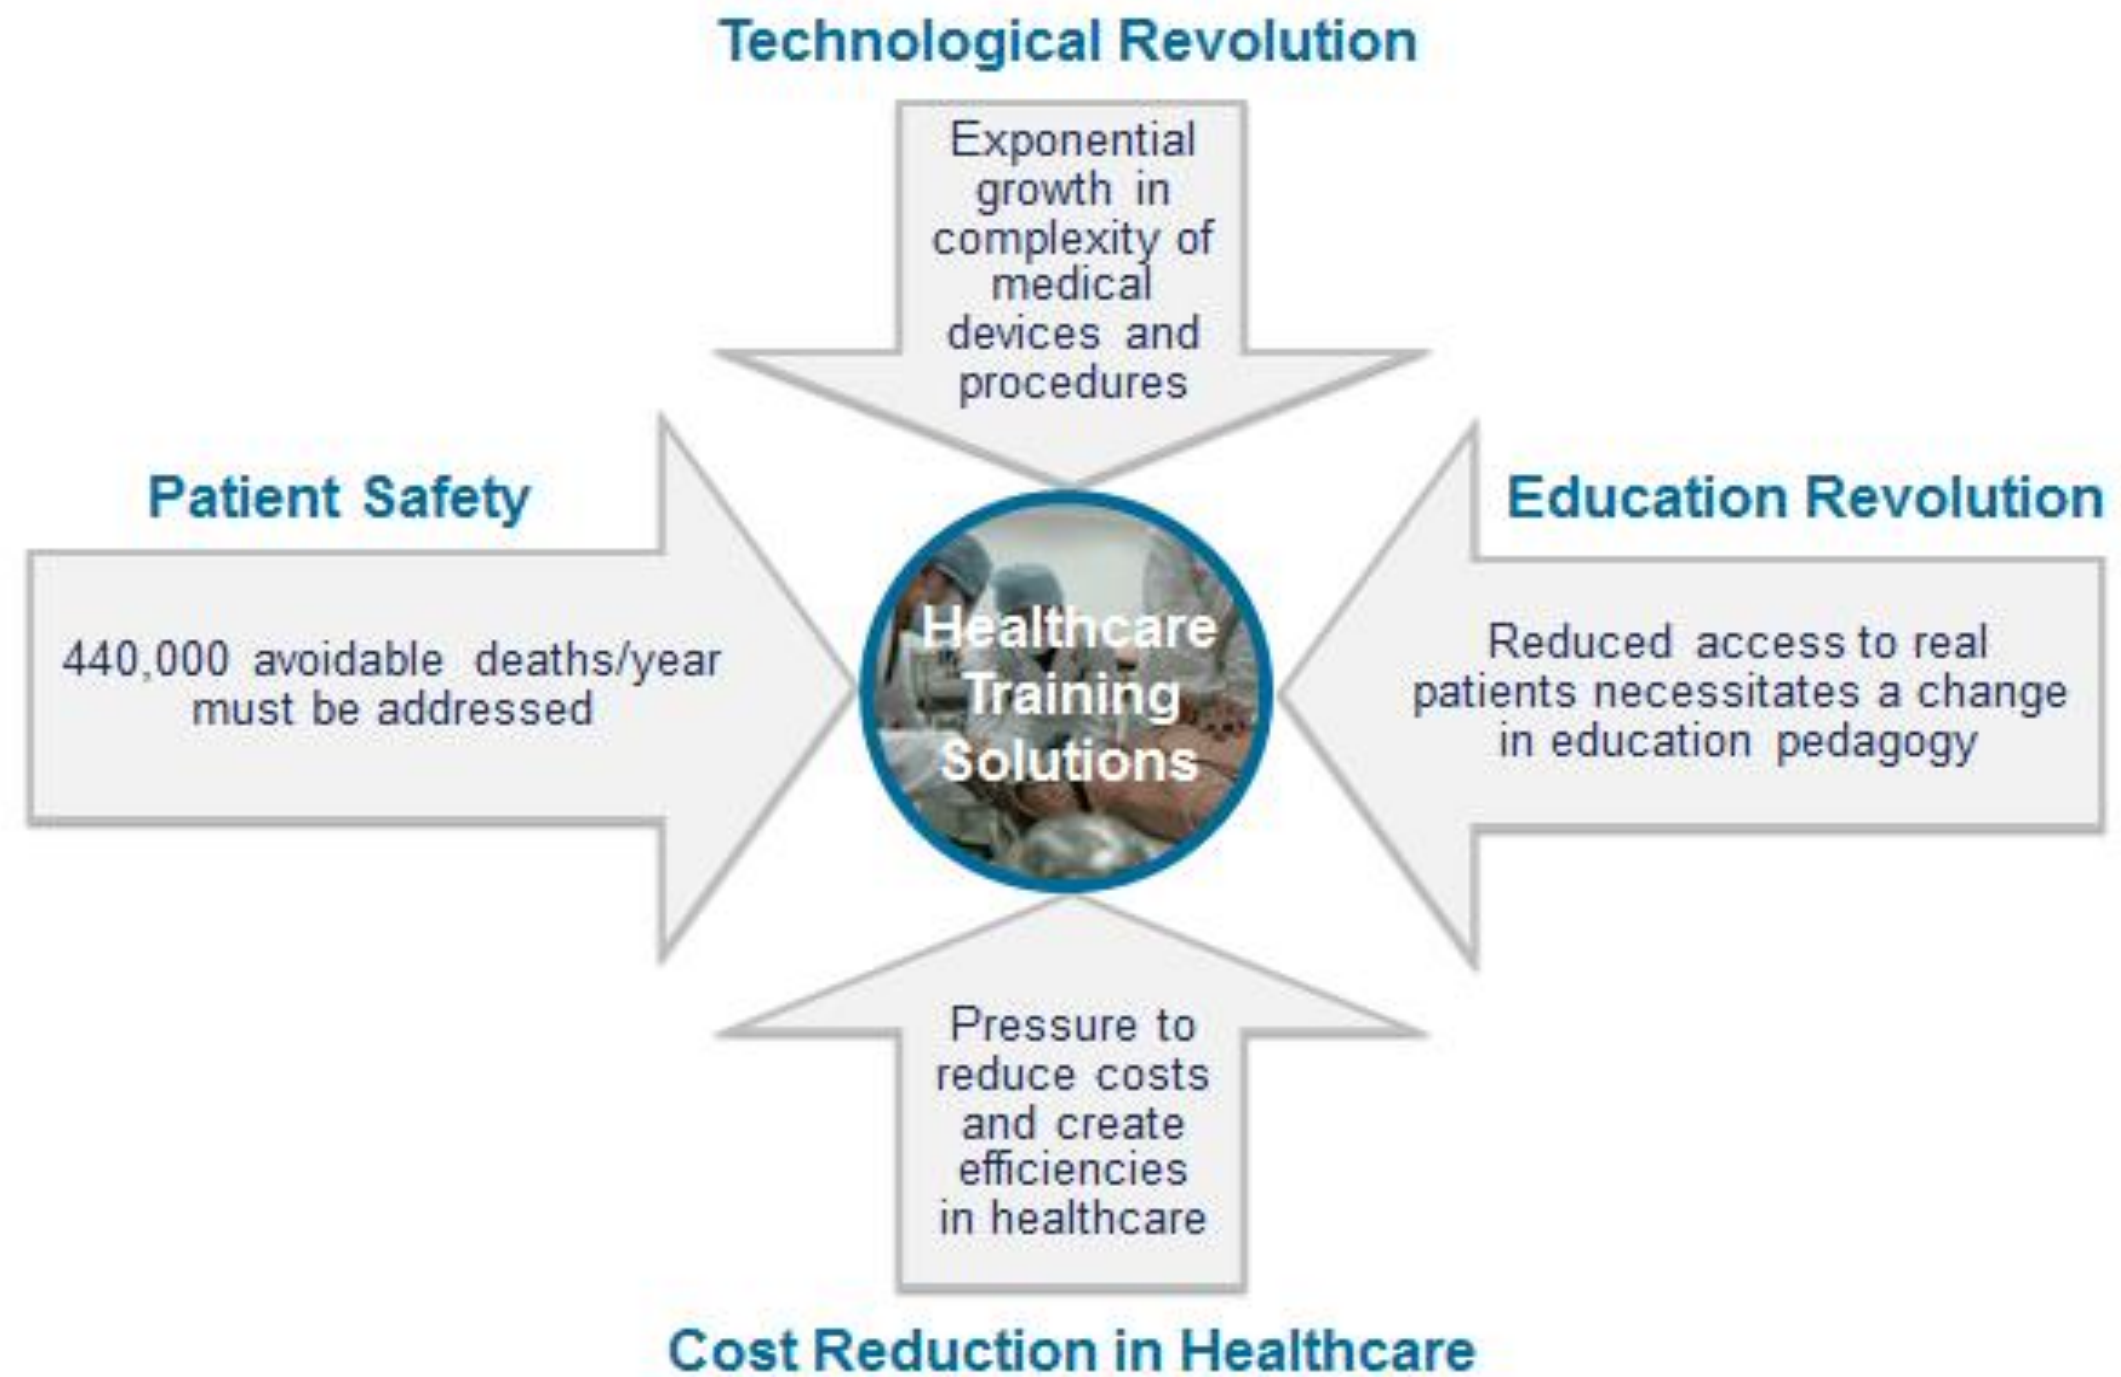 Technological Revolution
Exponential
growth in
complexity of
medical
devices and
procedures
Patient Safety
440,000 avoidable deaths/year
must be addressed
Healthcare
Training
Solutions
Education Revolution
Reduced access to real
patients necessitates a change
in education pedagogy
Pressure to
reduce costs
and create
efficiencies
in healthcare
Cost Reduction in Healthcare